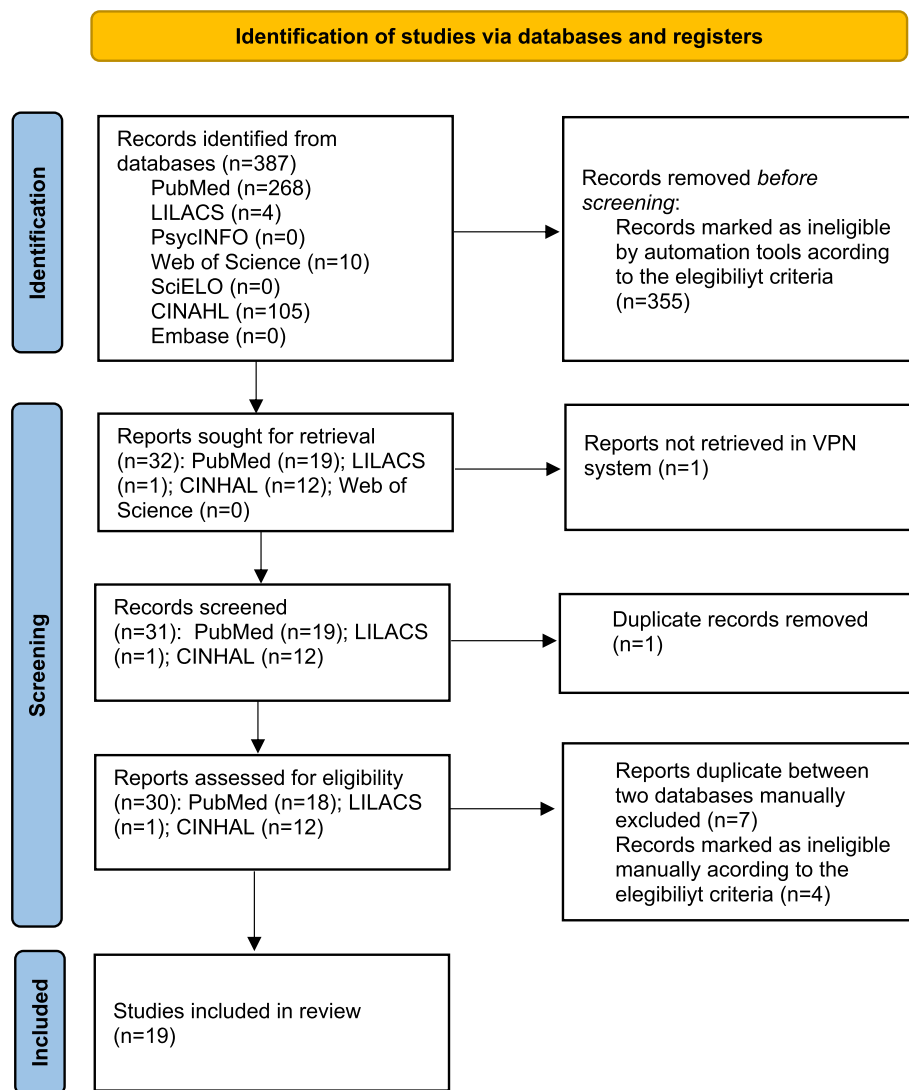 Identification of studies via databases and registers
Identification
Records identified from
databases (n=387)
PubMed (n=268)
LILACS (n=4)
PsycINFO (n=0)
Web of Science (n=10)
SciELO (n=0)
CINAHL (n=105)
Embase (n=0)
Records removed before
screening:
Records marked as ineligible
by automation tools acording
to the elegibiliyt criteria
(n=355)
Screening
Reports sought for retrieval
(n=32): PubMed (n=19); LILACS
(n=1); CINHAL (n=12); Web of
Science (n=0)
Reports not retrieved in VPN
system (n=1)
Records screened
(n=31):  PubMed (n=19); LILACS
(n=1); CINHAL (n=12)
Duplicate records removed
(n=1)
Reports assessed for eligibility
(n=30): PubMed (n=18); LILACS
(n=1); CINHAL (n=12)
Reports duplicate between
two databases manually
excluded (n=7)
Records marked as ineligible
manually acording to the
elegibiliyt criteria (n=4)
Included
Studies included in review
(n=19)